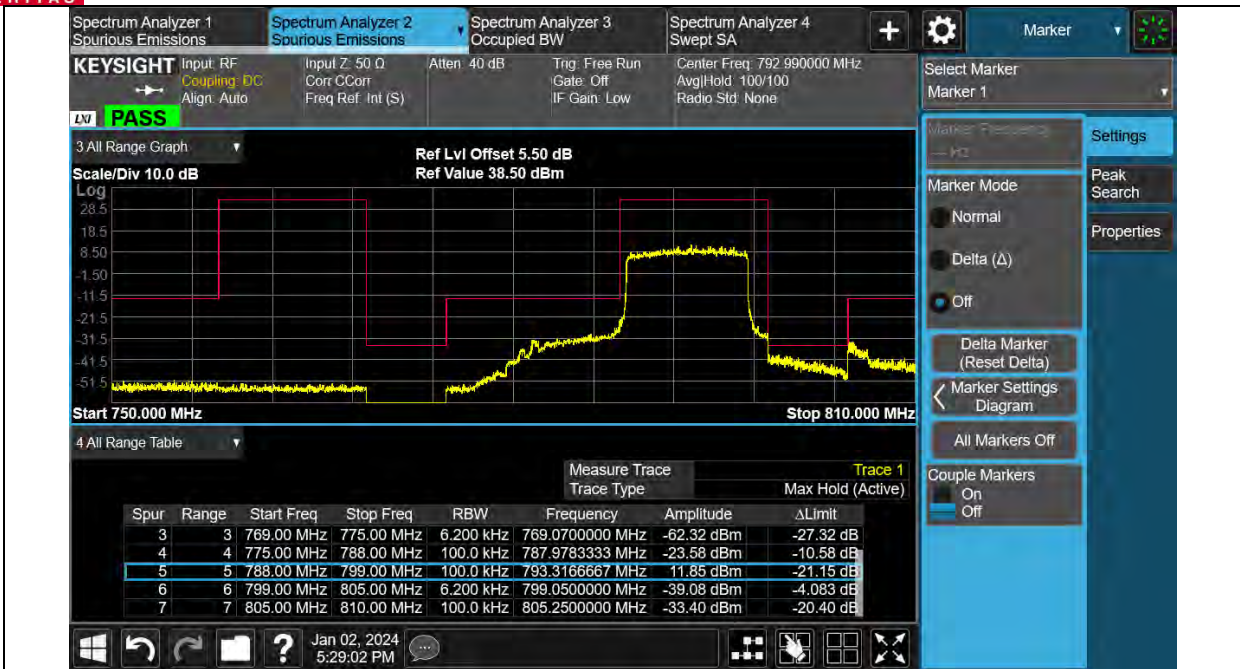 Spectrum Analyzer 1
Spurious Emissions
Spectrum Analyzer 2
Spurious Emissions
Spectrum Analyzer 3
Occupied BW
Spectrum Analyzer 4
Swept SA
+
Marker
KEYSIGHT
LXI
PASS
Input: RF
Coupling: DC
Align: Auto
Input Z: 50 Ω
Corr CCorr
Freq Ref: Int (S)
Atten: 40 dB
Trig: Free Run
Gate: Off
IF Gain: Low
Center Freq: 792.990000 MHz
Avg|Hold: 100/100
Radio Std: None
Select Marker
Marker 1
Marker Frequency
--- Hz
Settings
Peak
Search
Properties
Marker Mode
Normal
Delta (Δ)
Off
Delta Marker
(Reset Delta)
Marker Settings
Diagram
All Markers Off
Couple Markers
On
Off
3 All Range Graph
Scale/Div 10.0 dB
Ref Lvl Offset 5.50 dB
Ref Value 38.50 dBm
Log
28.5
18.5
8.50
-1.50
-11.5
-21.5
-31.5
-41.5
-51.5
Start 750.000 MHz
Stop 810.000 MHz
4 All Range Table
Measure Trace Trace 1
Trace Type Max Hold (Active)
Spur Range Start Freq Stop Freq RBW Frequency Amplitude ΔLimit
3 3 769.00 MHz 775.00 MHz 6.200 kHz 769.0700000 MHz -62.32 dBm -27.32 dB
4 4 775.00 MHz 788.00 MHz 100.0 kHz 787.9783333 MHz -23.58 dBm -10.58 dB
5 5 788.00 MHz 799.00 MHz 100.0 kHz 793.3166667 MHz 11.85 dBm -21.15 dB
6 6 799.00 MHz 805.00 MHz 6.200 kHz 799.0500000 MHz -39.08 dBm -4.083 dB
7 7 805.00 MHz 810.00 MHz 100.0 kHz 805.2500000 MHz -33.40 dBm -20.40 dB
?
Jan 02, 2024
5:29:02 PM